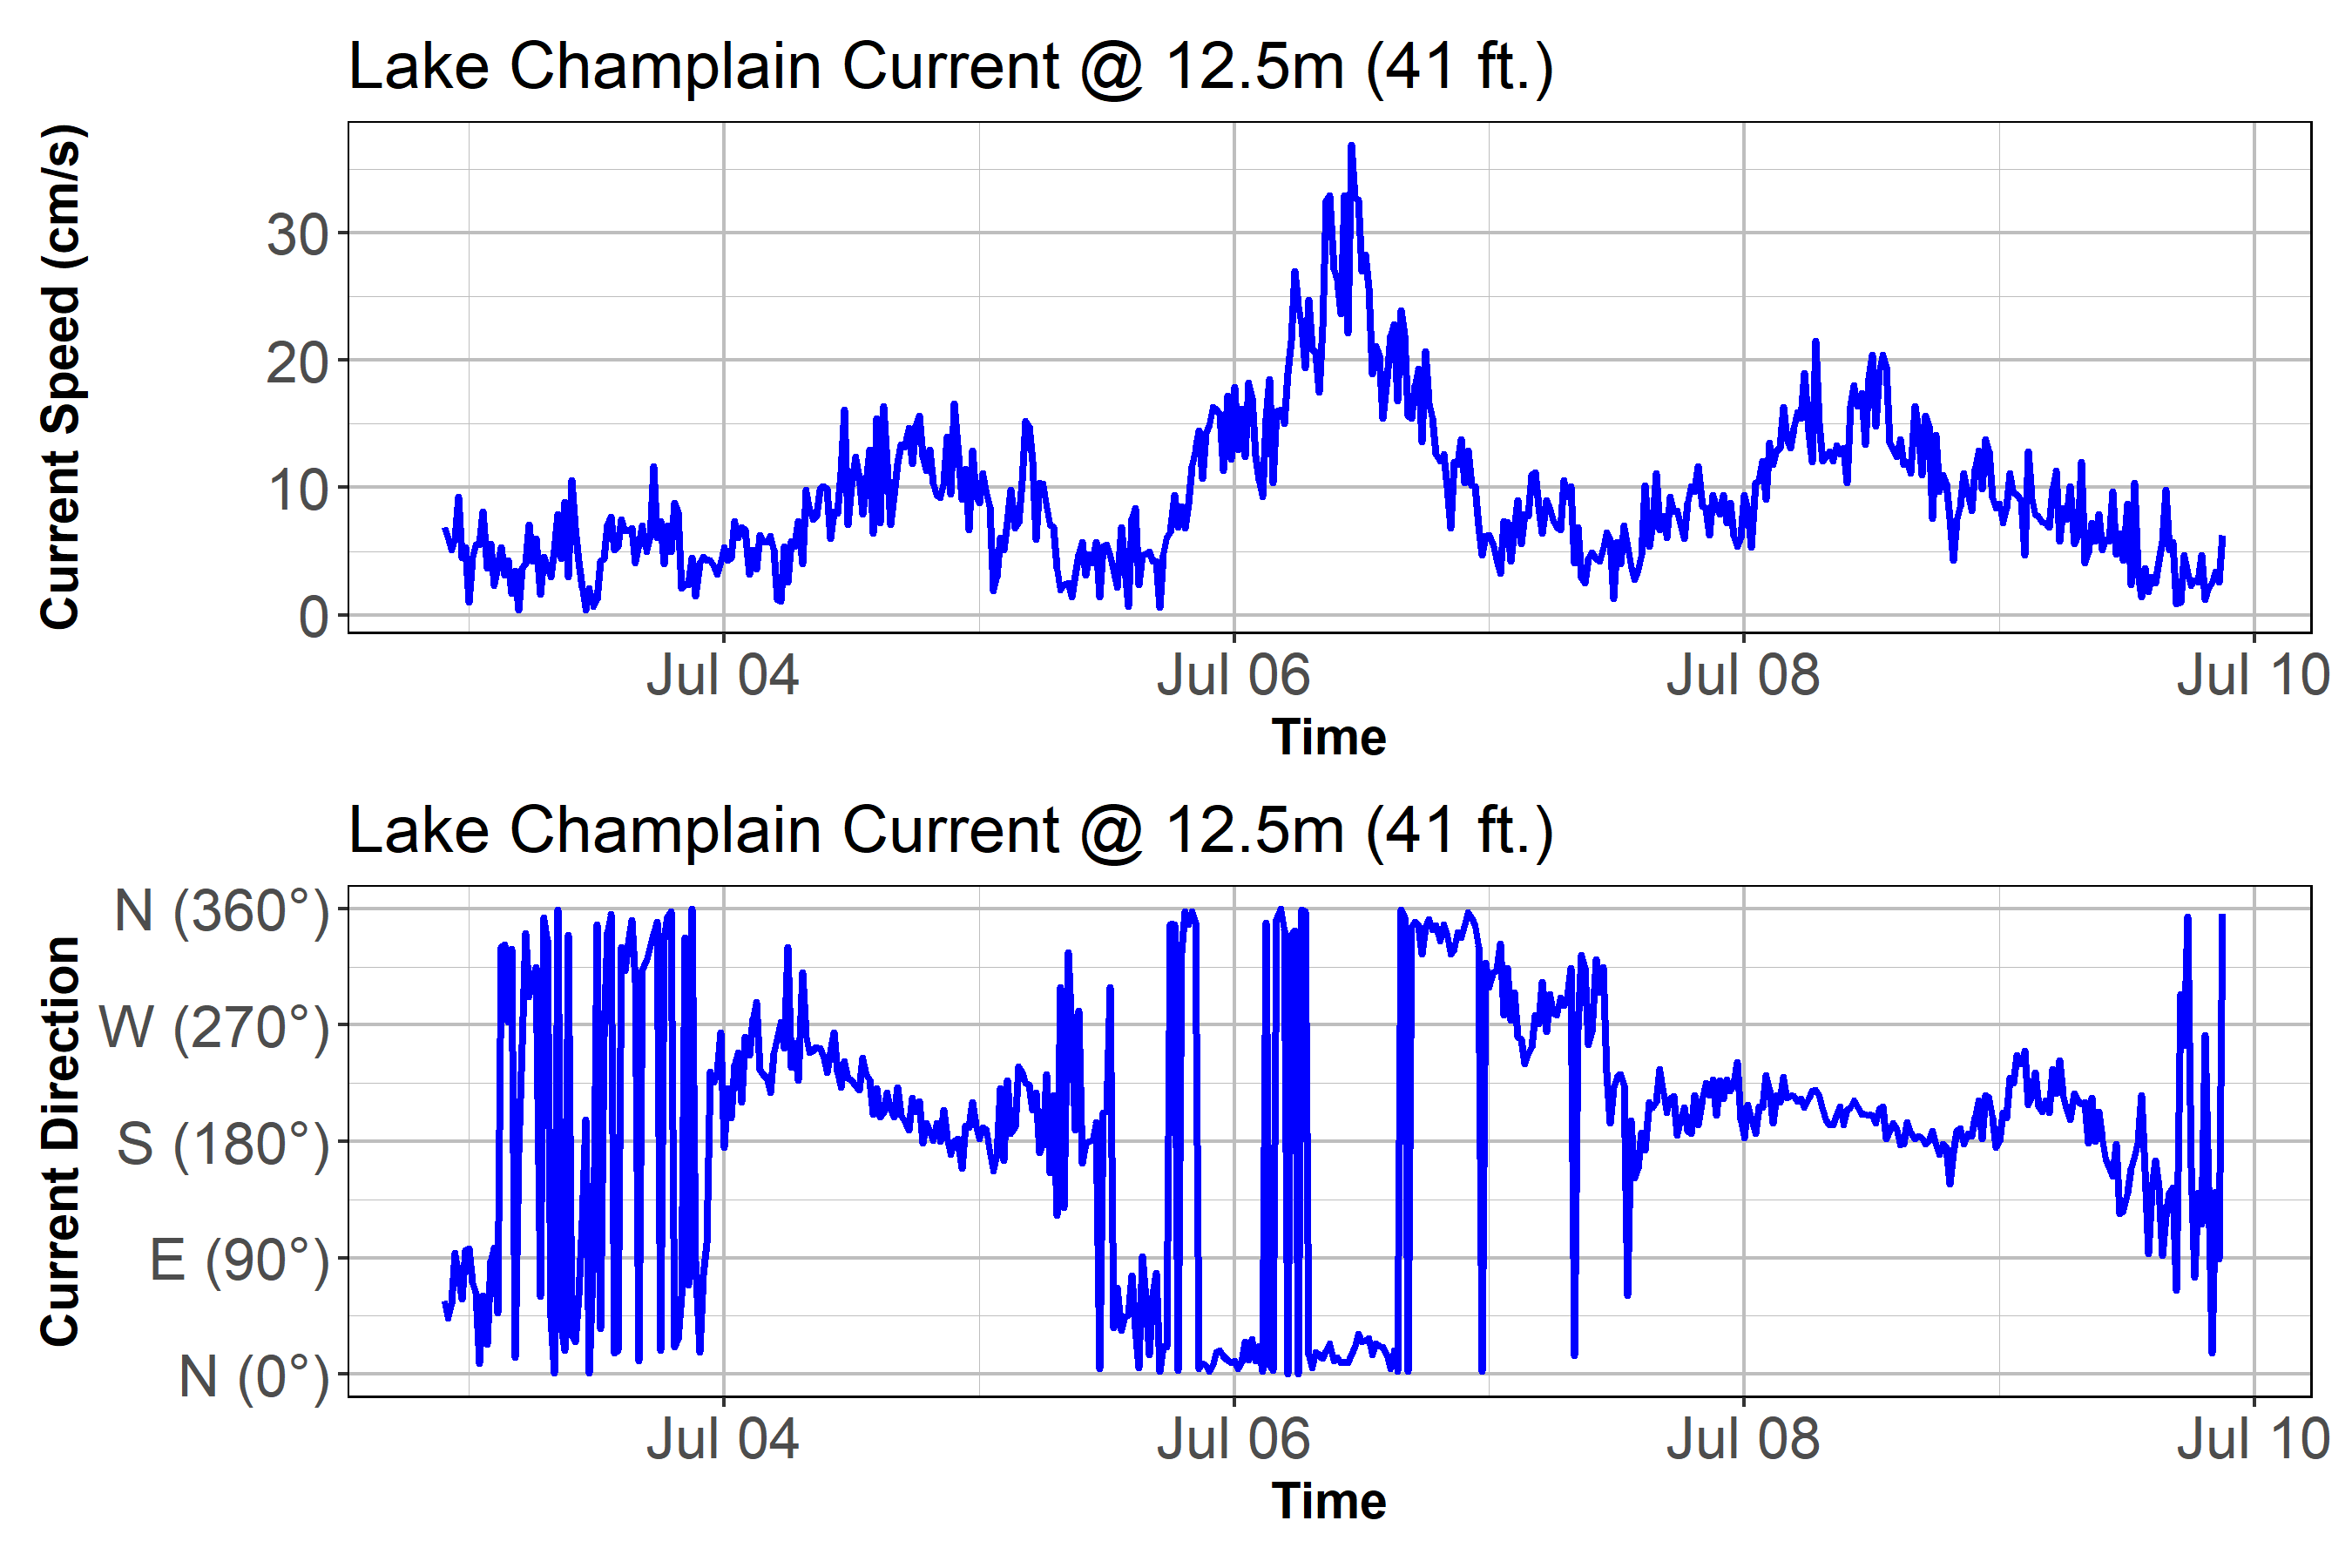 Lake Champlain Current @ 12.5m (41 ft.)
Current Speed (cm/s)
30
20
10
0
Jul 04 Jul 06 Jul 08 Jul 10
Time
Lake Champlain Current @ 12.5m (41 ft.)
Current Direction
N (360°)
W (270°)
S (180°)
E (90°)
N (0°)
Jul 04 Jul 06 Jul 08 Jul 10
Time